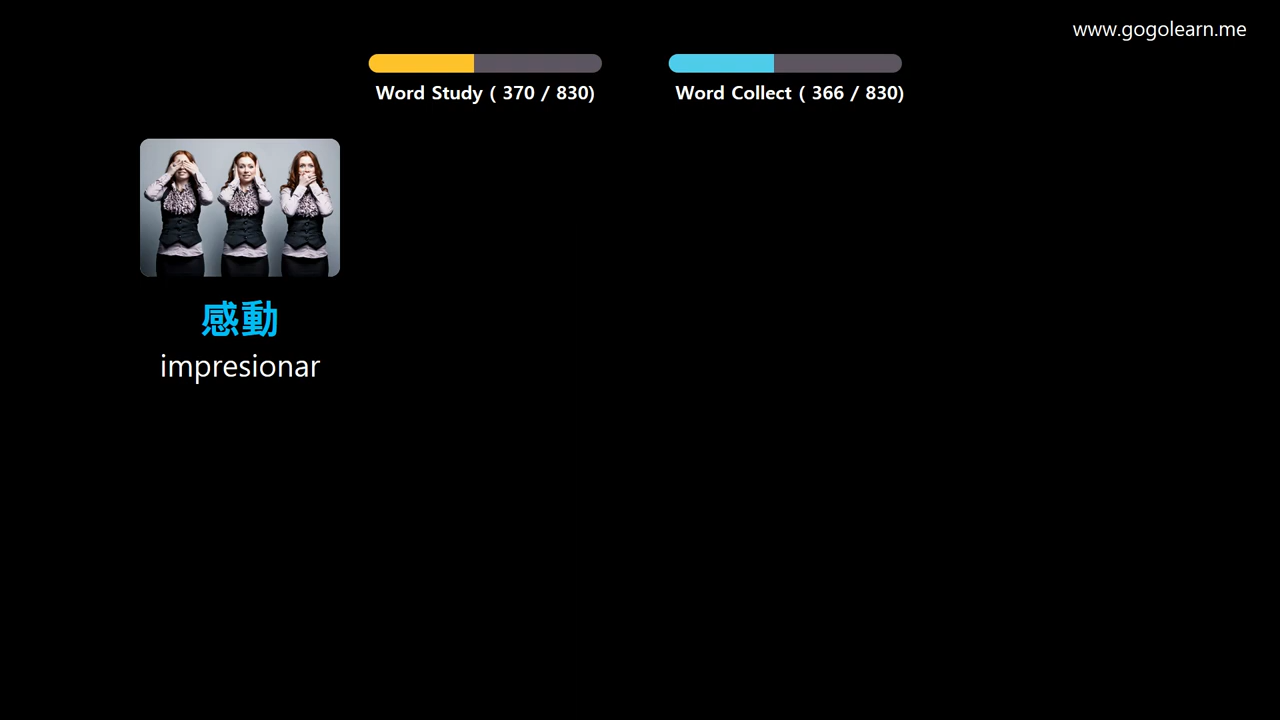 www.gogolearn.me
Word Study ( 370 / 830)
Word Collect ( 366 / 830)
感動
impresionar